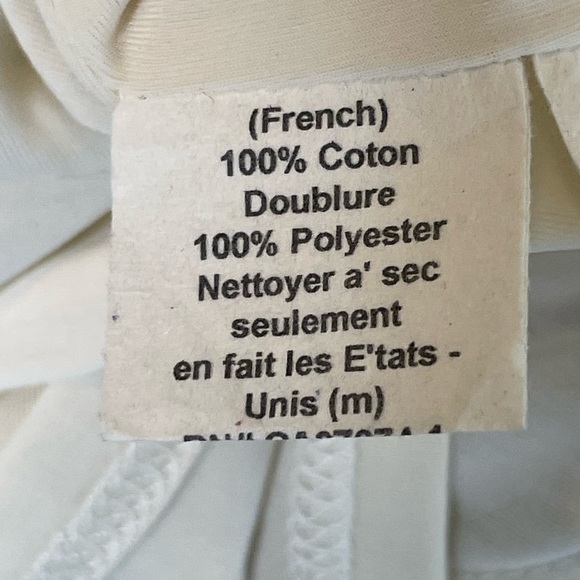 (French)
100% Coton
Doublure
100% Polyester
Nettoyer a' sec
seulement
en fait les E'tats -
Unis (m)